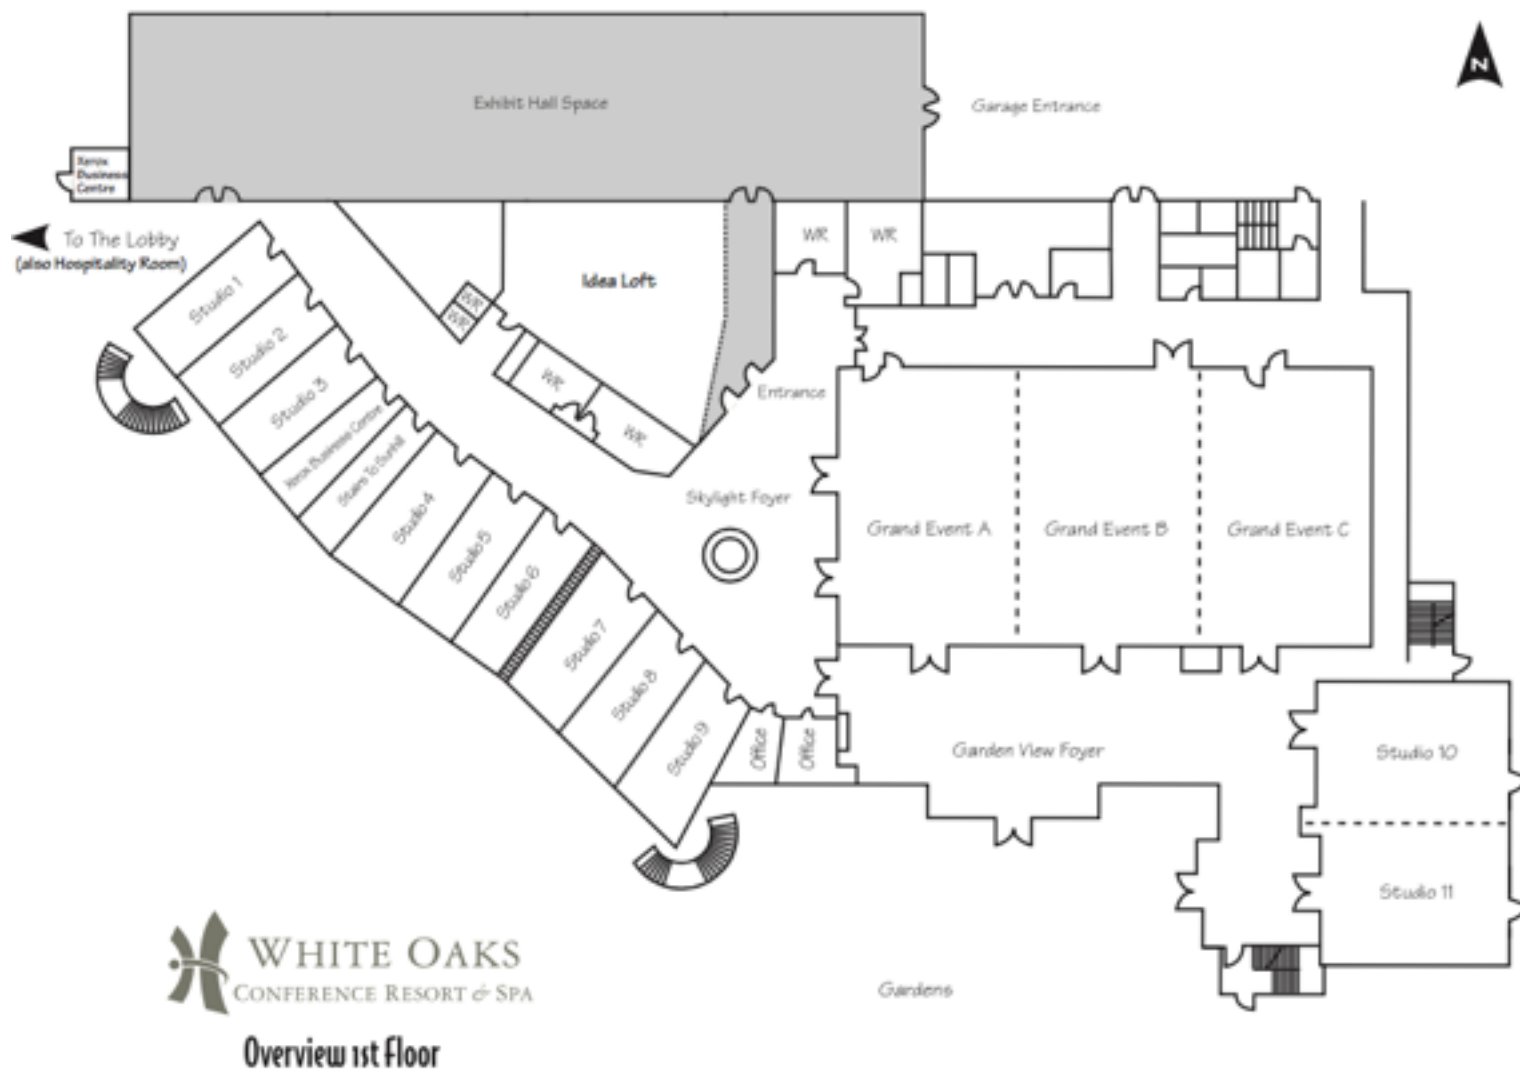 N
Exhibit Hall Space
Garage Entrance
Xerox
Business
Centre
To The Lobby
(also Hospitality Room)
WR
WR
Idea Loft
Studio 1
WR
WR
Studio 2
Studio 3
WR
Entrance
Xerox Business Centre
Stairs To Dunhill
WR
Studio 4
Skylight Foyer
Studio 5
Grand Event A
Grand Event B
Grand Event C
Studio 6
Studio 7
Studio 8
Studio 9
Office
Office
Garden View Foyer
Studio 10
Studio 11
WHITE OAKS
CONFERENCE RESORT & SPA
Gardens
Overview 1st Floor